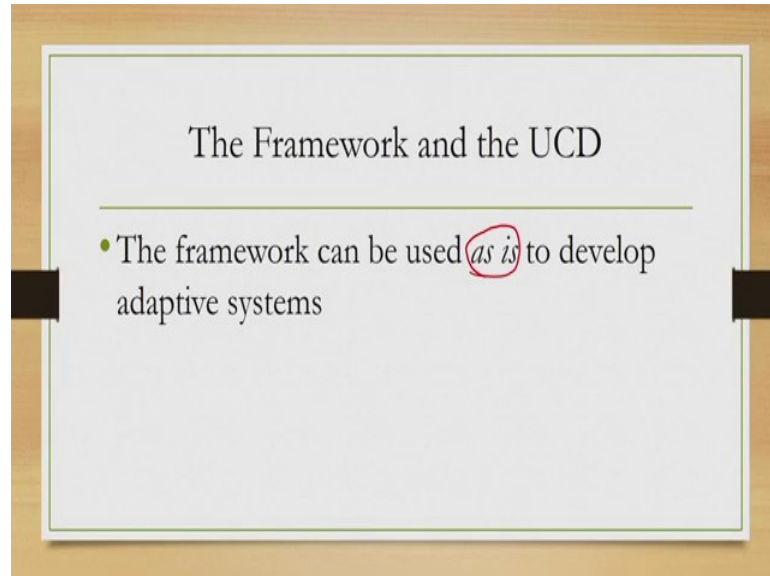 The Framework and the UCD
• The framework can be used as is to develop
adaptive systems